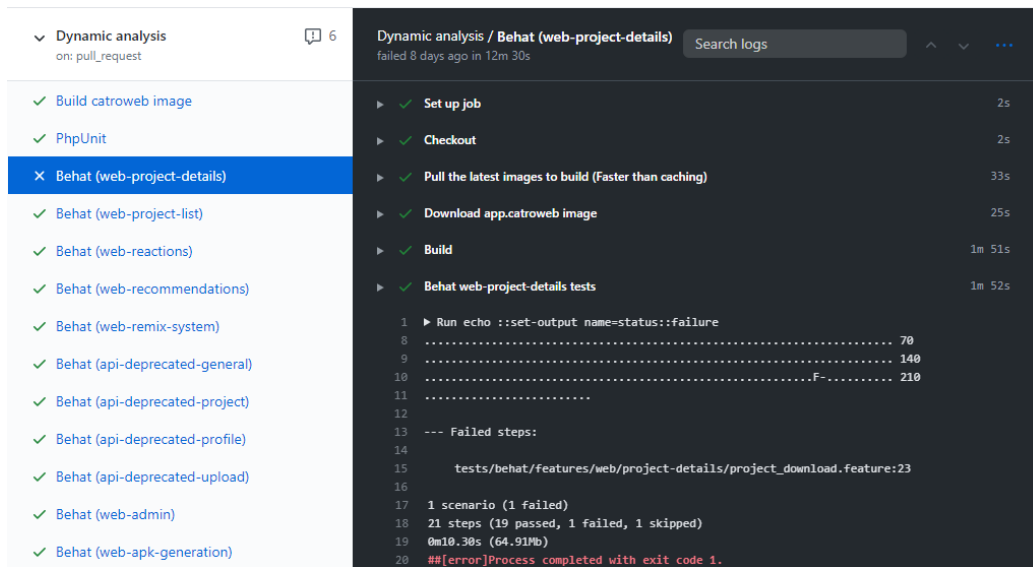 Dynamic analysis
6
on: pull_request
Build catroweb image
PhpUnit
Behat (web-project-details)
Behat (web-project-list)
Behat (web-reactions)
Behat (web-recommendations)
Behat (web-remix-system)
Behat (api-deprecated-general)
Behat (api-deprecated-project)
Behat (api-deprecated-profile)
Behat (api-deprecated-upload)
Behat (web-admin)
Behat (web-apk-generation)
Dynamic analysis / Behat (web-project-details)
failed 8 days ago in 12m 30s
Search logs
Set up job 2s
Checkout 2s
Pull the latest images to build (Faster than caching) 33s
Download app.catroweb image 25s
Build 1m 51s
Behat web-project-details tests 1m 52s
1 Run echo ::set-output name=status::failure
8 ...................................................................... 70
9 ...................................................................... 140
10 ..........................................................F-.......... 210
11 .........................
12
13 --- Failed steps:
14
15 tests/behat/features/web/project-details/project_download.feature:23
16
17 1 scenario (1 failed)
18 21 steps (19 passed, 1 failed, 1 skipped)
19 0m10.30s (64.91Mb)
20 ##[error]Process completed with exit code 1.